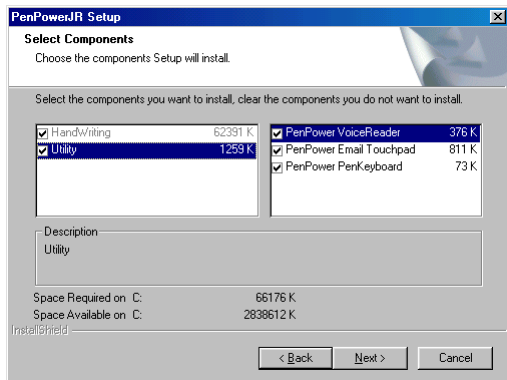 PenPowerJR Setup
Select Components
Choose the components Setup will install.
Select the components you want to install, clear the components you do not want to install.
HandWriting 62391 K
Utility 1259 K
PenPower VoiceReader 376 K
PenPower Email Touchpad 811 K
PenPower PenKeyboard 73 K
Description
Utility
Space Required on C: 66176 K
Space Available on C: 2838612 K
InstallShield
< Back Next > Cancel